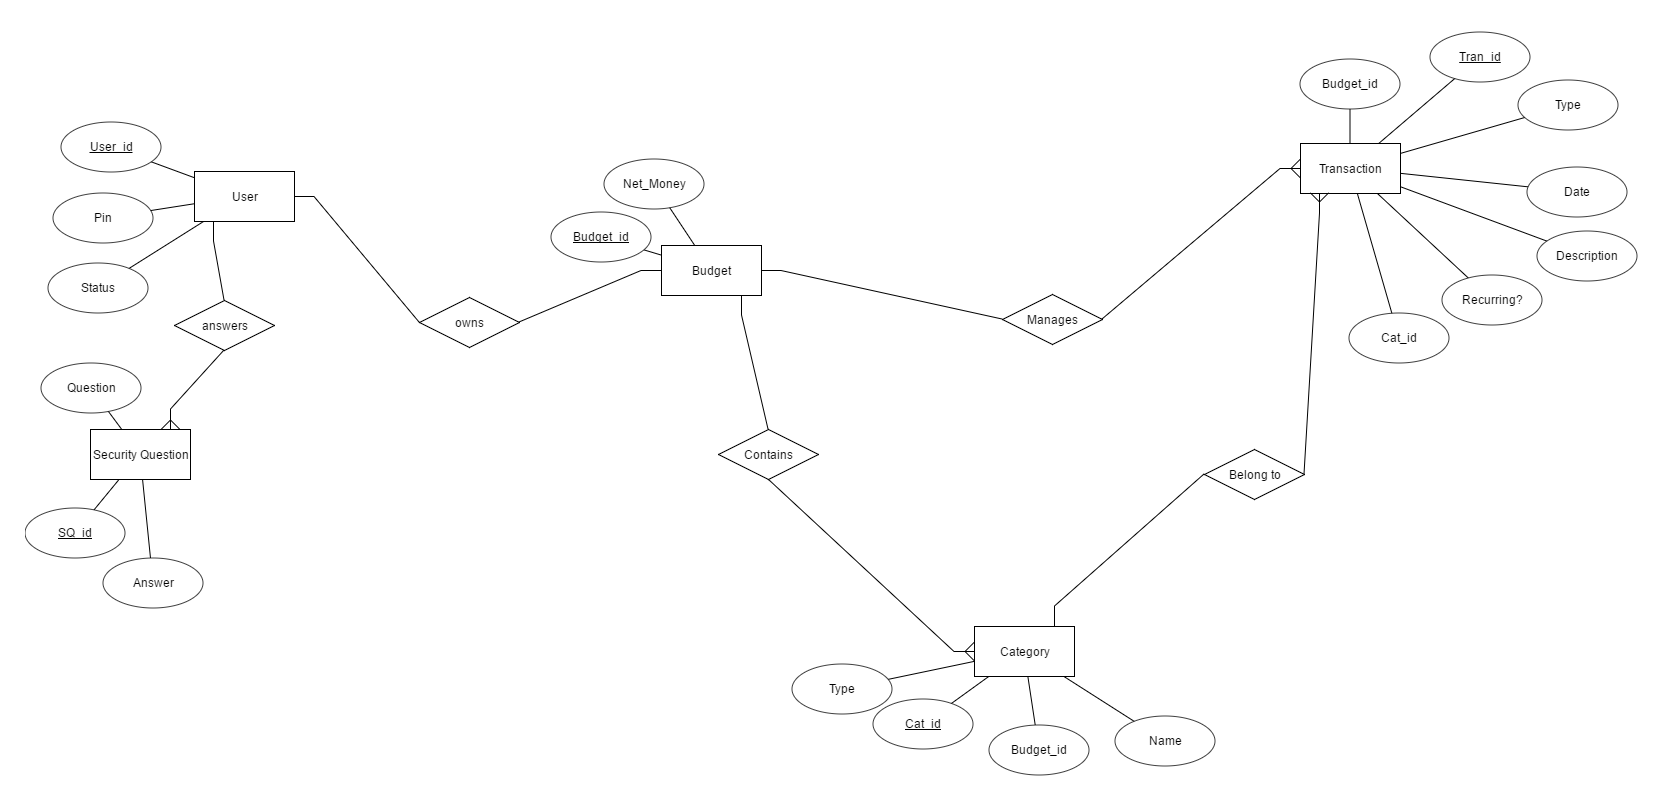 Tran_id
Budget_id
Type
User_id
Transaction
Net_Money
Date
User
Pin
Budget_id
Description
Budget
Status
Recurring?
answers
owns
Manages
Cat_id
Question
Security Question
Contains
Belong to
SQ_id
Answer
Category
Type
Cat_id
Name
Budget_id